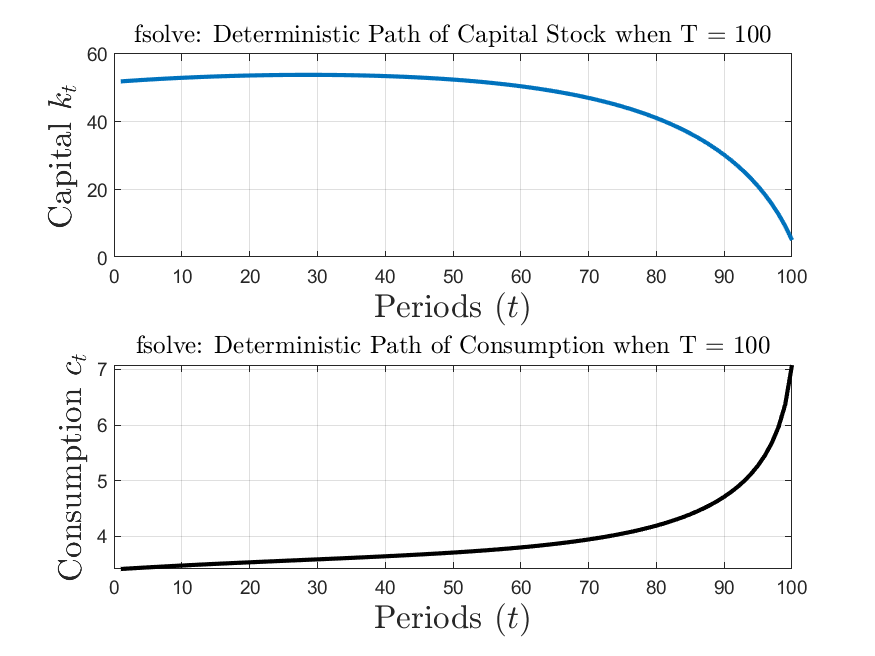 fsolve: Deterministic Path of Capital Stock when T = 100
Capital k_t
60
40
20
0
0 10 20 30 40 50 60 70 80 90 100
Periods (t)
fsolve: Deterministic Path of Consumption when T = 100
Consumption c_t
7
6
5
4
0 10 20 30 40 50 60 70 80 90 100
Periods (t)